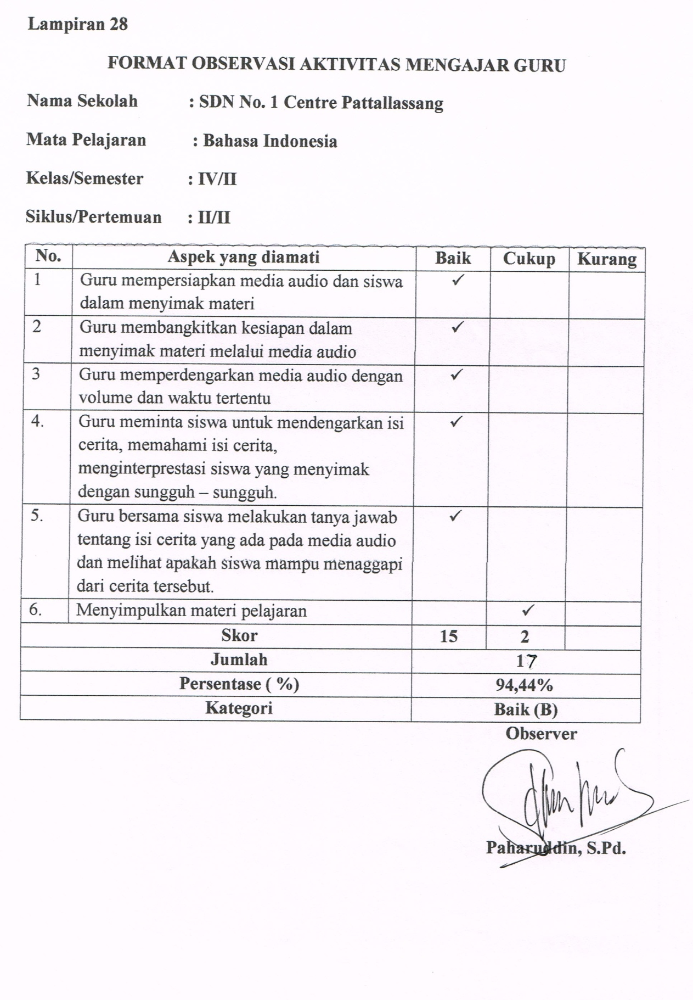 Lampiran 28
FORMAT OBSERVASI AKTIVITAS MENGAJAR GURU
Nama Sekolah : SDN No. 1 Centre Pattallassang
Mata Pelajaran : Bahasa Indonesia
Kelas/Semester : IV/II
Siklus/Pertemuan : II/II
No. Aspek yang diamati Baik Cukup Kurang
1 Guru mempersiapkan media audio dan siswa ✓
dalam menyimak materi
2 Guru membangkitkan kesiapan dalam ✓
menyimak materi melalui media audio
3 Guru memperdengarkan media audio dengan ✓
volume dan waktu tertentu
4. Guru meminta siswa untuk mendengarkan isi ✓
cerita, memahami isi cerita,
menginterprestasi siswa yang menyimak
dengan sungguh – sungguh.
5. Guru bersama siswa melakukan tanya jawab ✓
tentang isi cerita yang ada pada media audio
dan melihat apakah siswa mampu menaggapi
dari cerita tersebut.
6. Menyimpulkan materi pelajaran ✓
Skor 15 2
Jumlah 17
Persentase ( %) 94,44%
Kategori Baik (B)
Observer
Paharuddin, S.Pd.